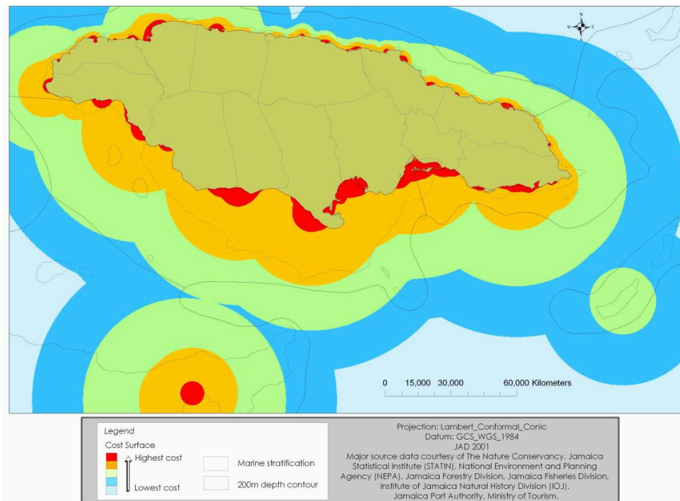 N
W E
S
0 15,000 30,000 60,000 Kilometers
Legend
Cost Surface
Highest cost
Lowest cost
Marine stratification
200m depth contour
Projection: Lambert_Conformal_Conic
Datum: GCS_WGS_1984
JAD 2001
Major source data courtesy of The Nature Conservancy, Jamaica
Statistical Institute (STATIN), National Environment and Planning
Agency (NEPA), Jamaica Forestry Division, Jamaica Fisheries Division,
Institute of Jamaica Natural History Division (IOJ),
Jamaica Port Authority, Ministry of Tourism.